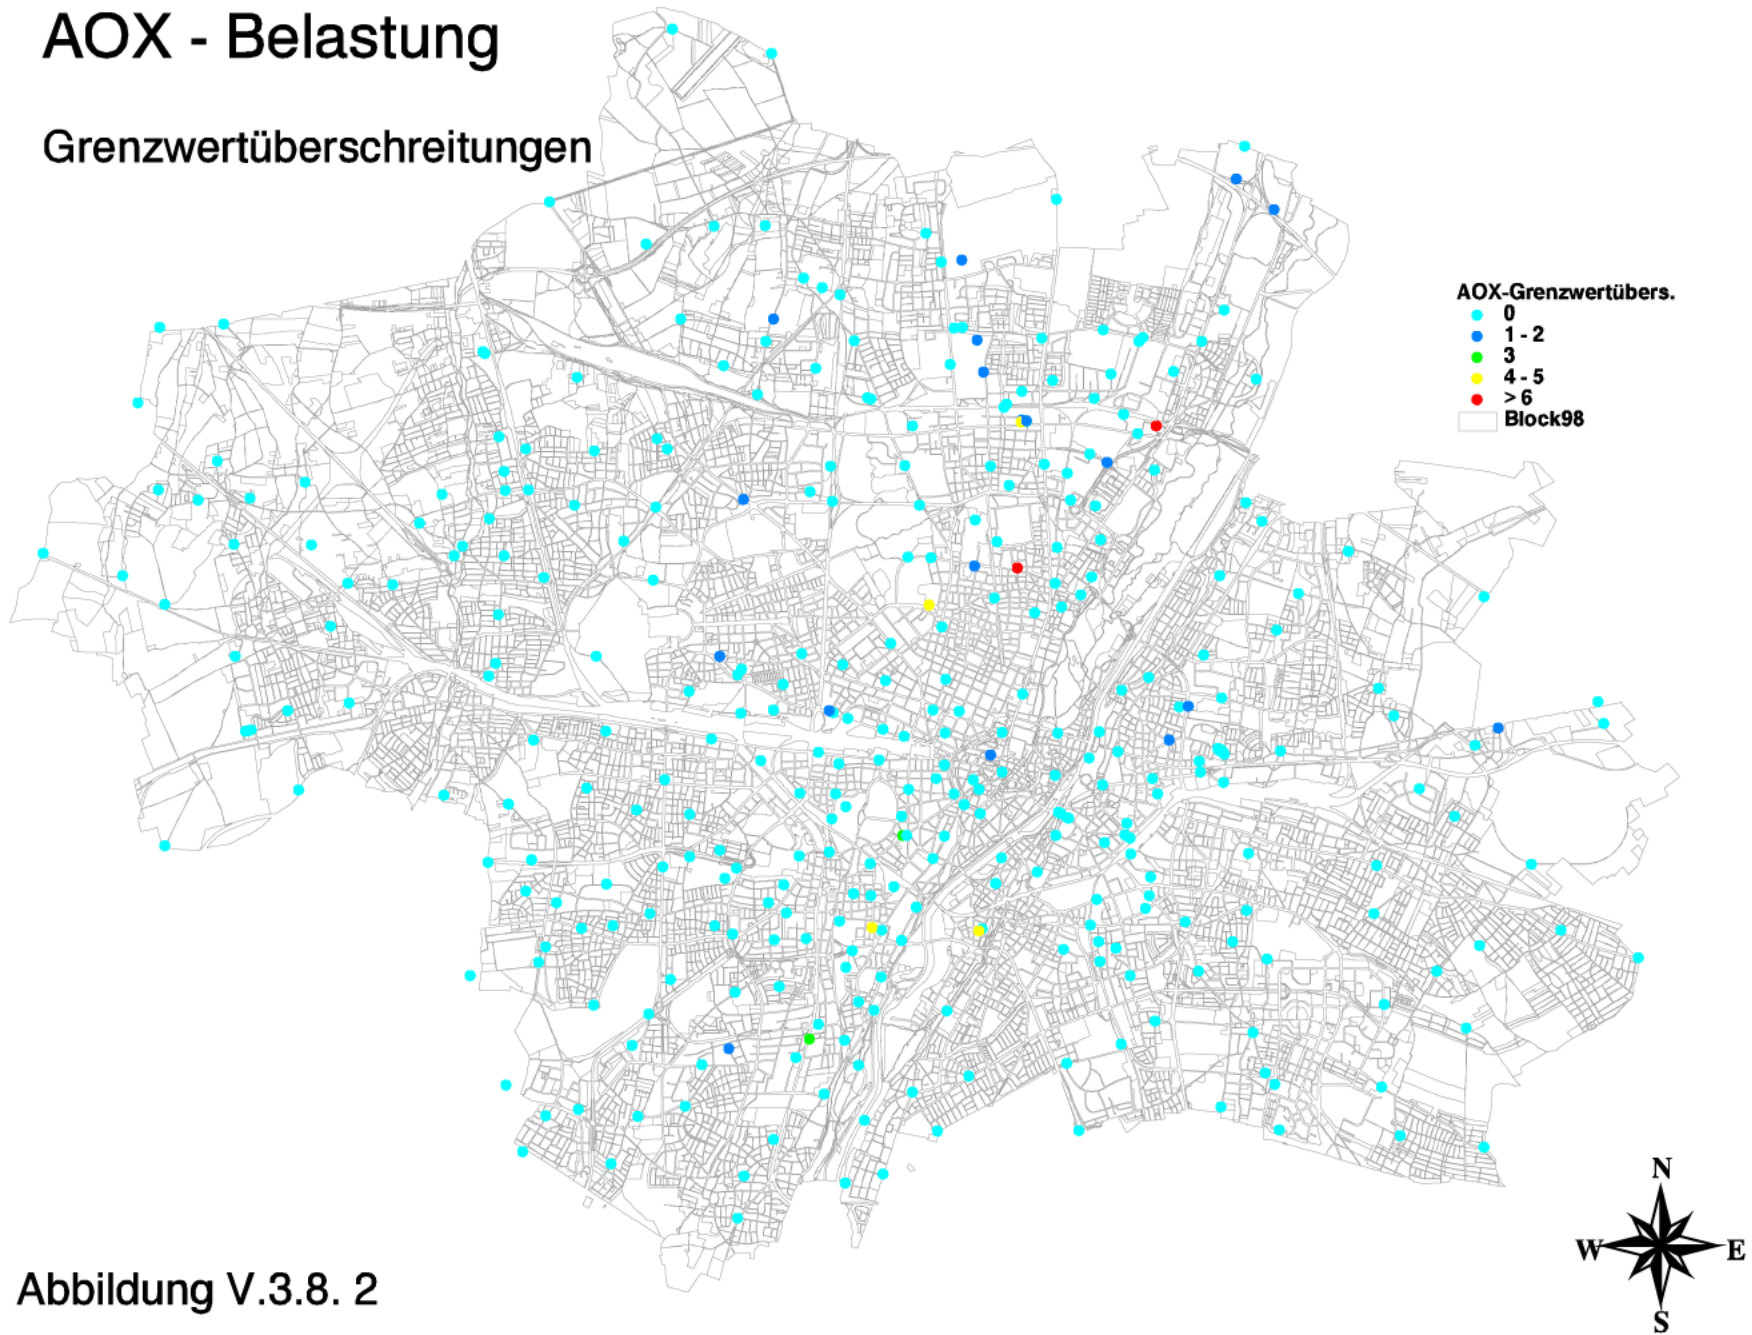 AOX - Belastung
Grenzwertüberschreitungen
AOX-Grenzwertübers.
0
1 - 2
3
4 - 5
> 6
Block98
N
W E
S
Abbildung V.3.8. 2